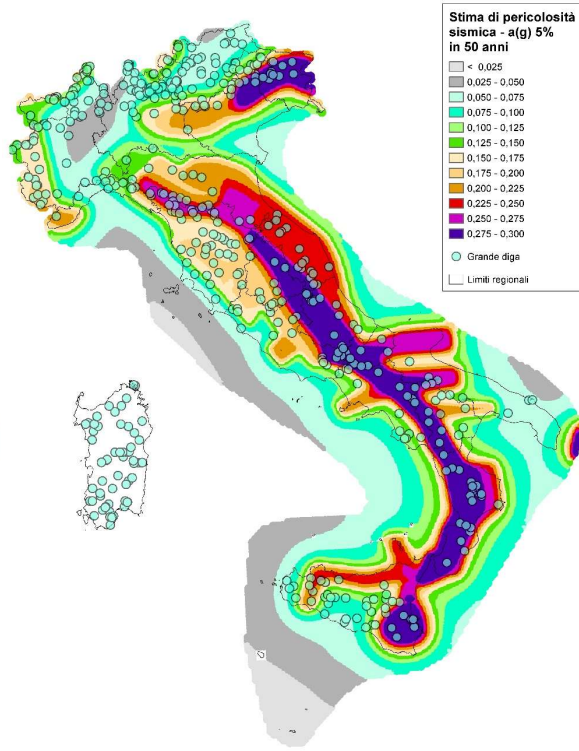 Stima di pericolosità
sismica - a(g) 5%
in 50 anni
< 0,025
0,025 - 0,050
0,050 - 0,075
0,075 - 0,100
0,100 - 0,125
0,125 - 0,150
0,150 - 0,175
0,175 - 0,200
0,200 - 0,225
0,225 - 0,250
0,250 - 0,275
0,275 - 0,300
Grande diga
Limiti regionali